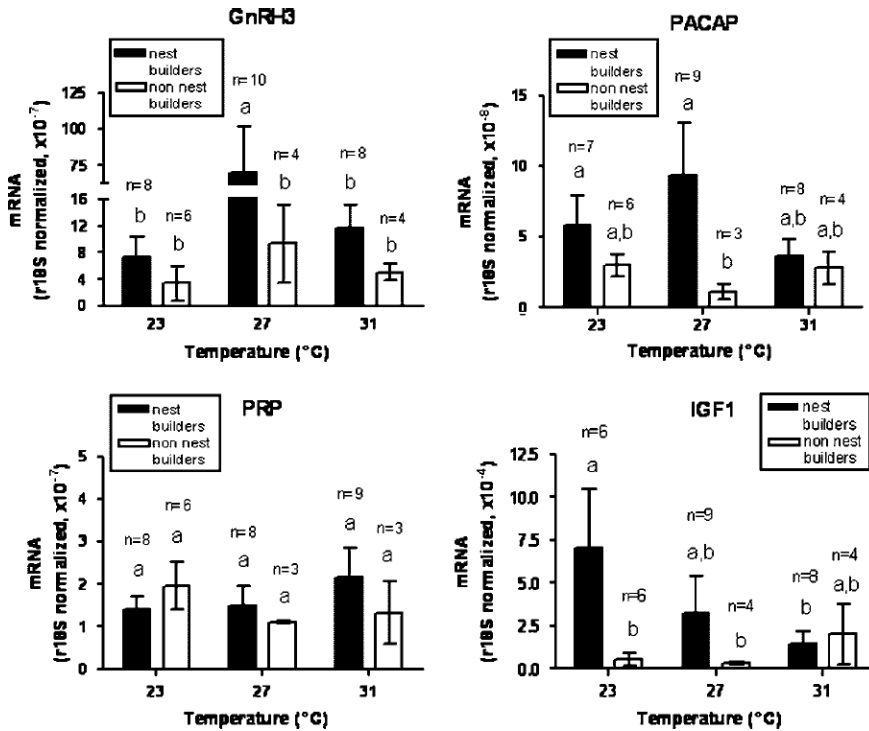 GnRH3
nest
builders
non nest
builders
mRNA
(r18S normalized, x10-7)
125
100
75
16
12
8
4
0
n=8
b
n=6
b
n=10
a
n=4
b
n=8
b
n=4
b
23 27 31
Temperature (°C)
PACAP
nest
builders
non nest
builders
mRNA
(r18S normalized, x10-8)
15
10
5
0
n=7
a
n=6
a,b
n=9
a
n=3
b
n=8
a,b
n=4
a,b
23 27 31
Temperature (°C)
PRP
nest
builders
non nest
builders
mRNA
(r18S normalized, x10-7)
5
4
3
2
1
0
n=8
a
n=6
a
n=8
a
n=3
a
n=9
a
n=3
a
23 27 31
Temperature (°C)
IGF1
nest
builders
non nest
builders
mRNA
(r18S normalized, x10-4)
12.5
10.0
7.5
5.0
2.5
0.0
n=6
a
n=6
b
n=9
a,b
n=4
b
n=8
b
n=4
a,b
23 27 31
Temperature (°C)